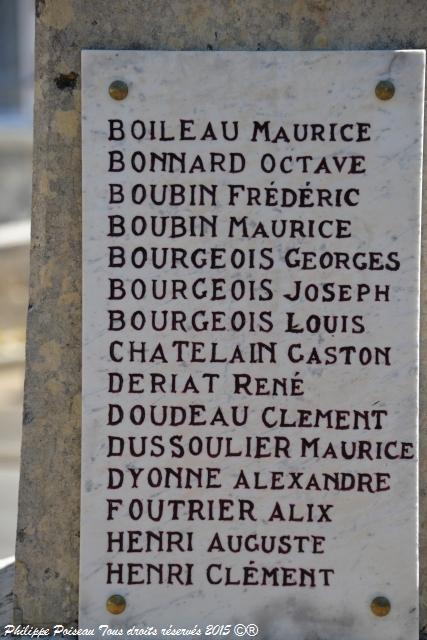 BOILEAU MAURICE
BONNARD OCTAVE
BOUBIN FRÉDÉRIC
BOUBIN MAURICE
BOURGEOIS GEORGES
BOURGEOIS JOSEPH
BOURGEOIS LOUIS
CHATELAIN GASTON
DERIAT RENÉ
DOUDEAU CLEMENT
DUSSOULIER MAURICE
DYONNE ALEXANDRE
FOUTRIER ALIX
HENRI AUGUSTE
HENRI CLÉMENT
Philippe Poiseau Tous droits réservés 2015 ©®